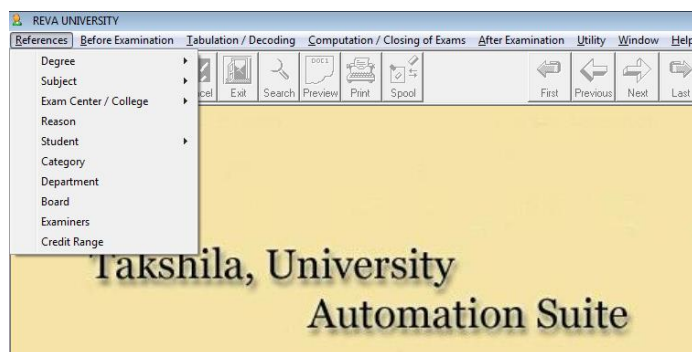 REVA UNIVERSITY
References Before Examination Tabulation / Decoding Computation / Closing of Exams After Examination Utility Window Help
Degree
Subject
Exam Center / College
Reason
Student
Category
Department
Board
Examiners
Credit Range
Exit Search Preview Print Spool First Previous Next Last
DOCS
Takshila, University
Automation Suite